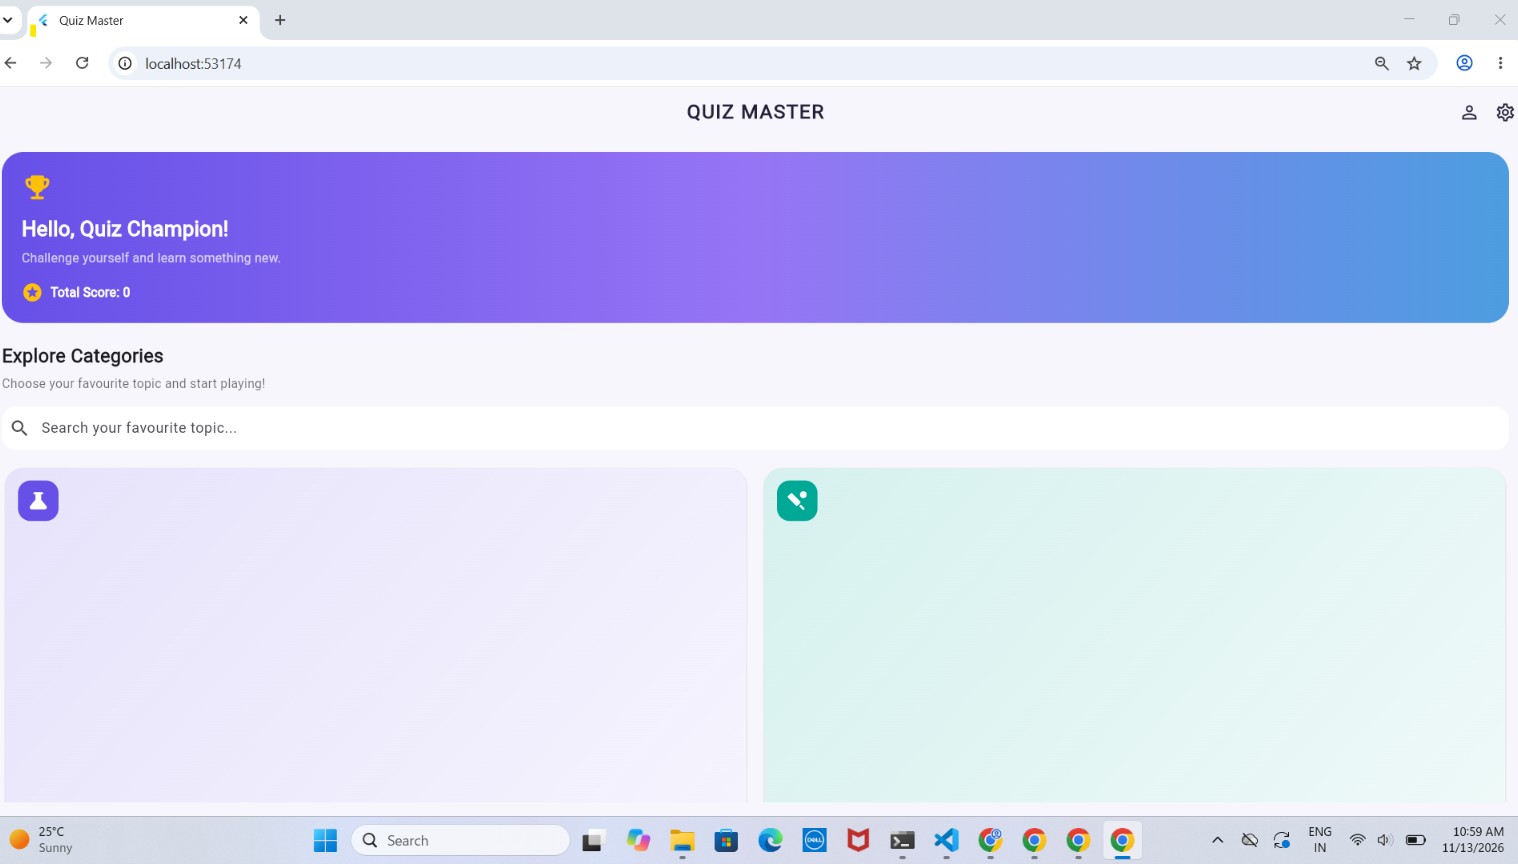 Quiz Master
localhost:53174
QUIZ MASTER
Hello, Quiz Champion!
Challenge yourself and learn something new.
Total Score: 0
Explore Categories
Choose your favourite topic and start playing!
Search your favourite topic...
25°C
Sunny
Search
DELL
ENG
IN
10:59 AM
11/13/2026